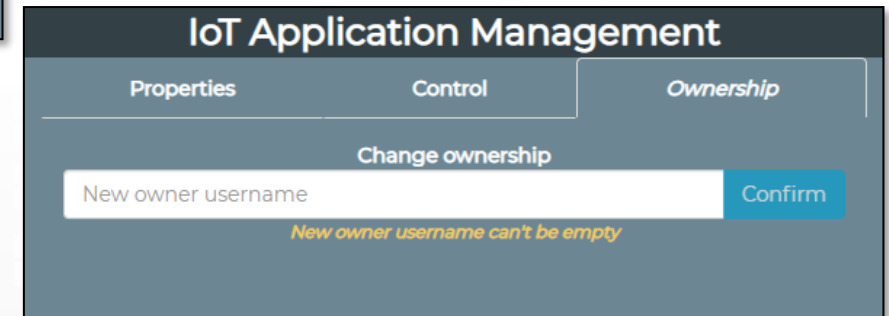 IoT Application Management
Properties Control Ownership
Change ownership
New owner username Confirm
New owner username can't be empty